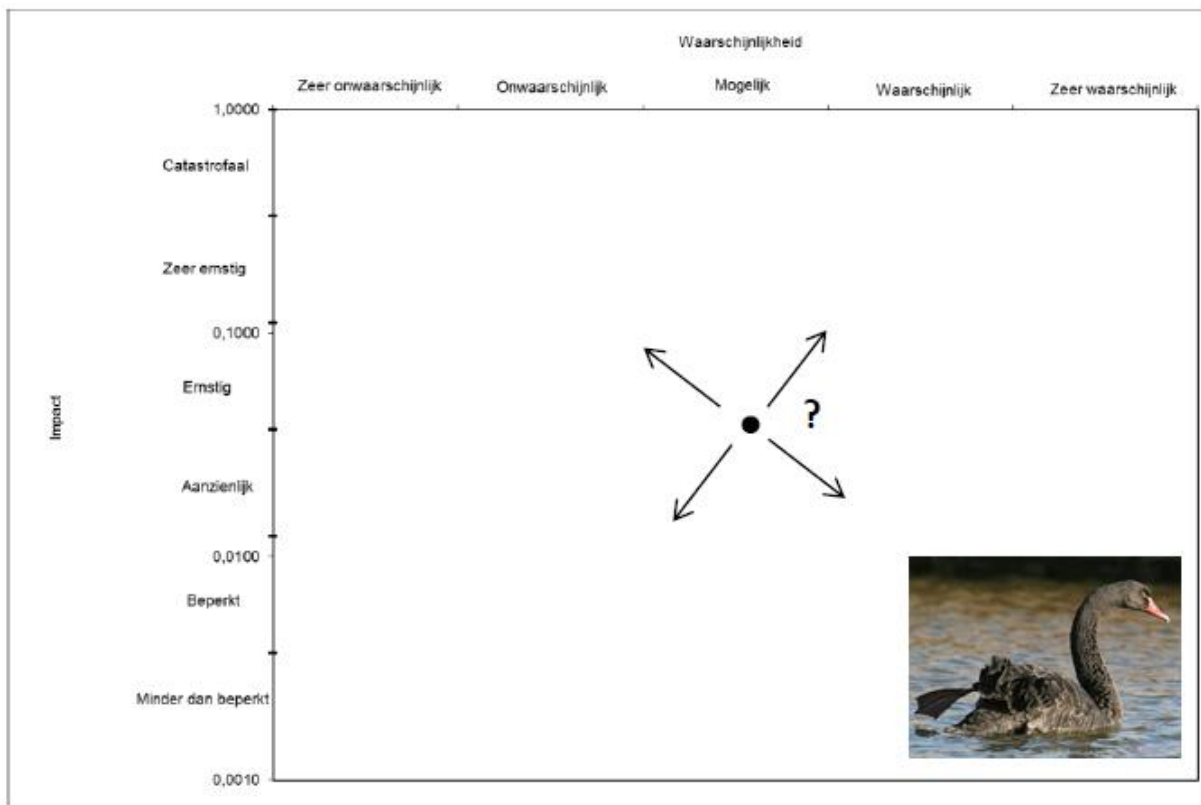 Waarschijnlijkheid
Zeer onwaarschijnlijk Onwaarschijnlijk Mogelijk Waarschijnlijk Zeer waarschijnlijk
1,0000
Catastrofaal
Zeer ernstig
0,1000
Ernstig
Impact
?
Aanzienlijk
0,0100
Beperkt
Minder dan beperkt
0,0010